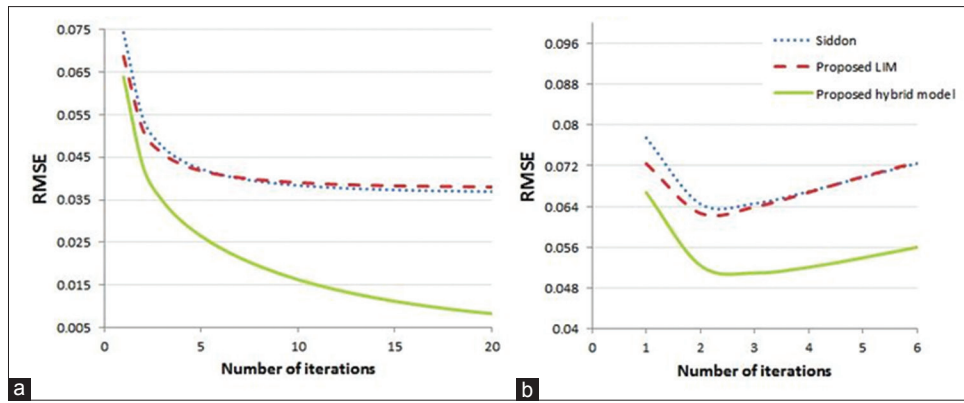 0.075
0.065
0.055
0.045
0.035
0.025
0.015
0.005
RMSE
0 5 10 15 20
Number of iterations
a
0.096
0.088
0.08
0.072
0.064
0.056
0.048
0.04
RMSE
Siddon
Proposed LIM
Proposed hybrid model
0 1 2 3 4 5 6
Number of iterations
b